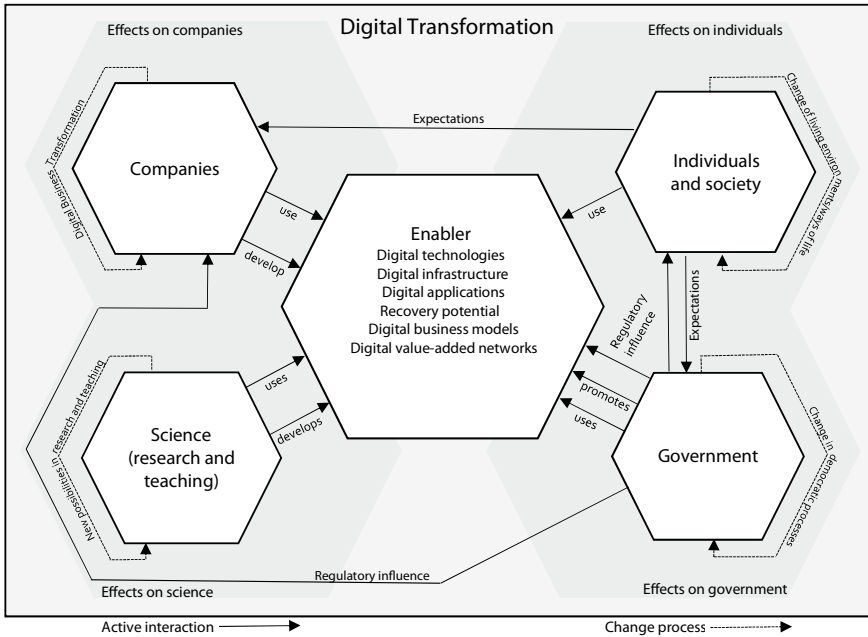 Digital Transformation
Effects on companies
Effects on individuals
Digital Business Transformation
Companies
Expectations
Change of living environ-
ments/ways of life
Individuals
and society
use
develop
use
Enabler
Digital technologies
Digital infrastructure
Digital applications
Recovery potential
Digital business models
Digital value-added networks
Regulatory
influence
Expectations
New possibilities in research and teaching
Science
(research and
teaching)
uses
develops
promotes
uses
Government
Change in
democratic processes
Effects on science
Regulatory influence
Effects on government
Active interaction
Change process